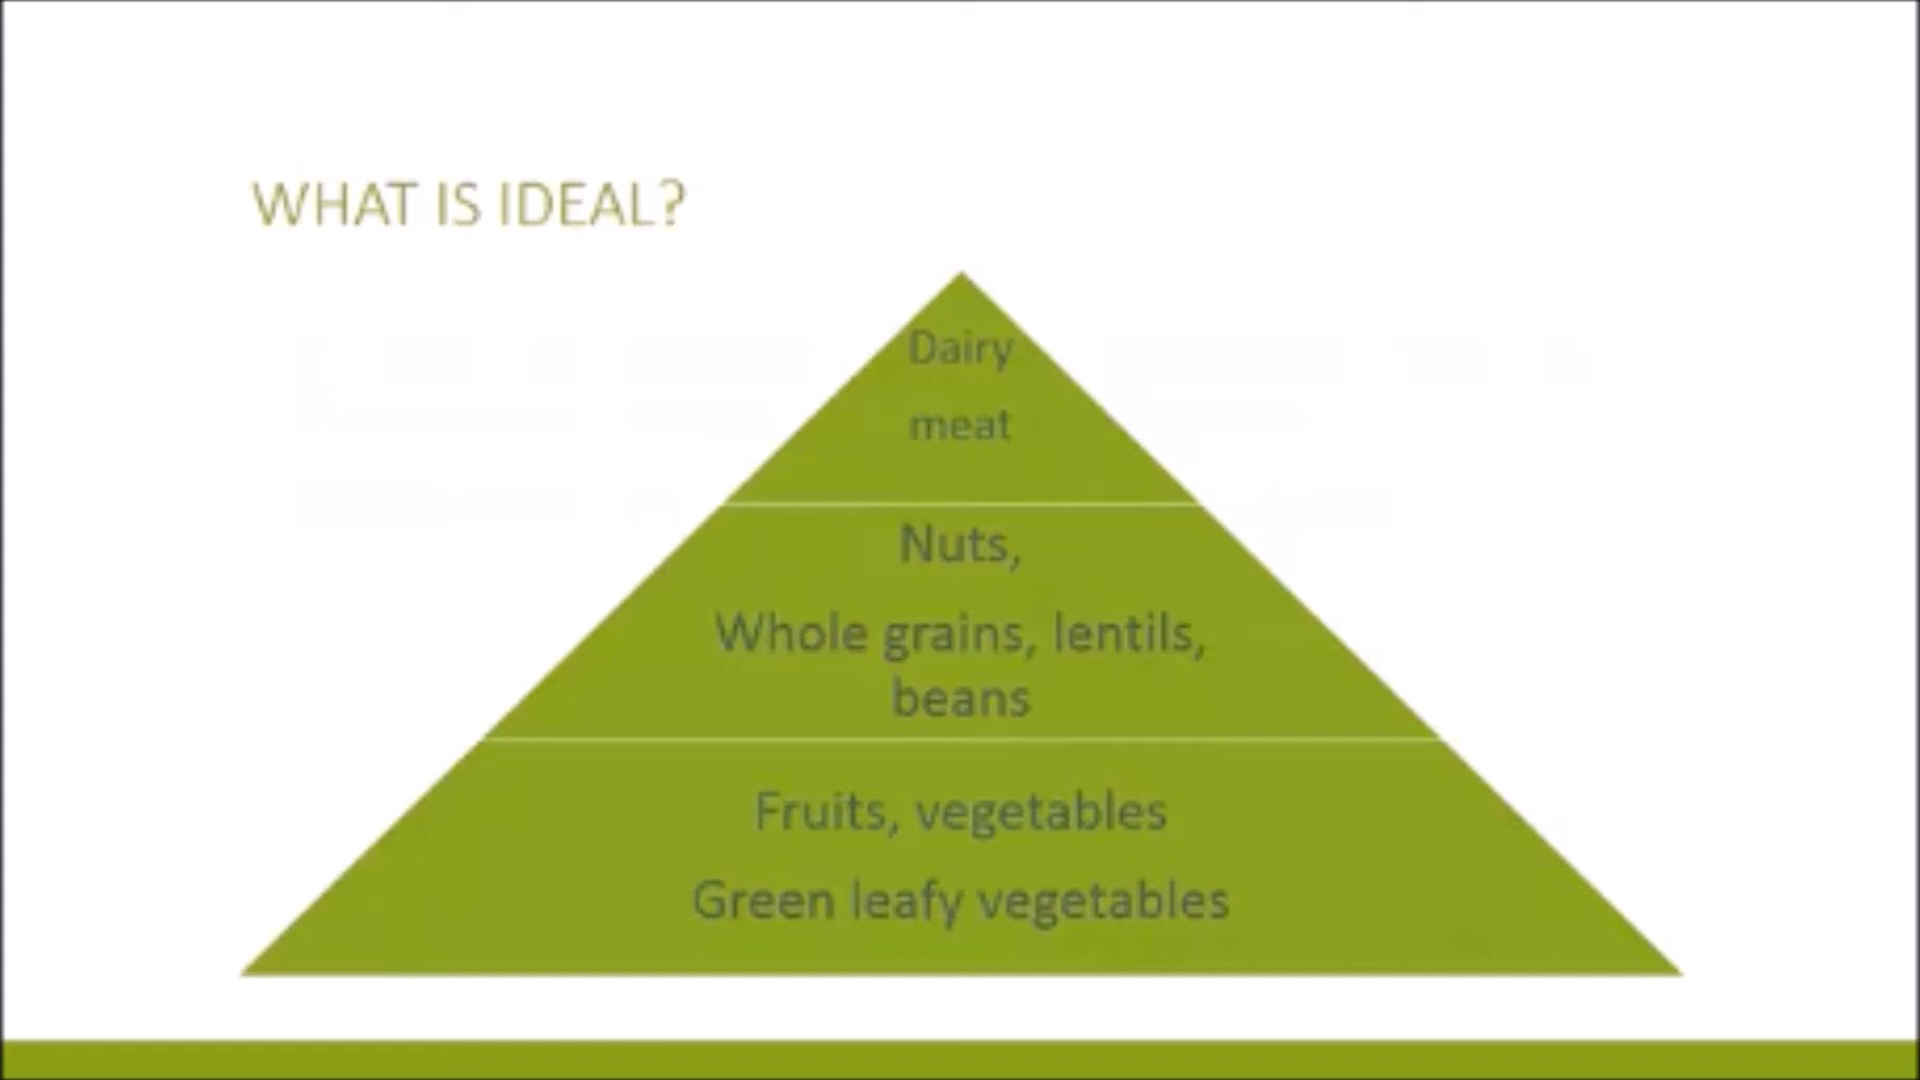 WHAT IS IDEAL?
Dairy
meat
Nuts,
Whole grains, lentils,
beans
Fruits, vegetables
Green leafy vegetables